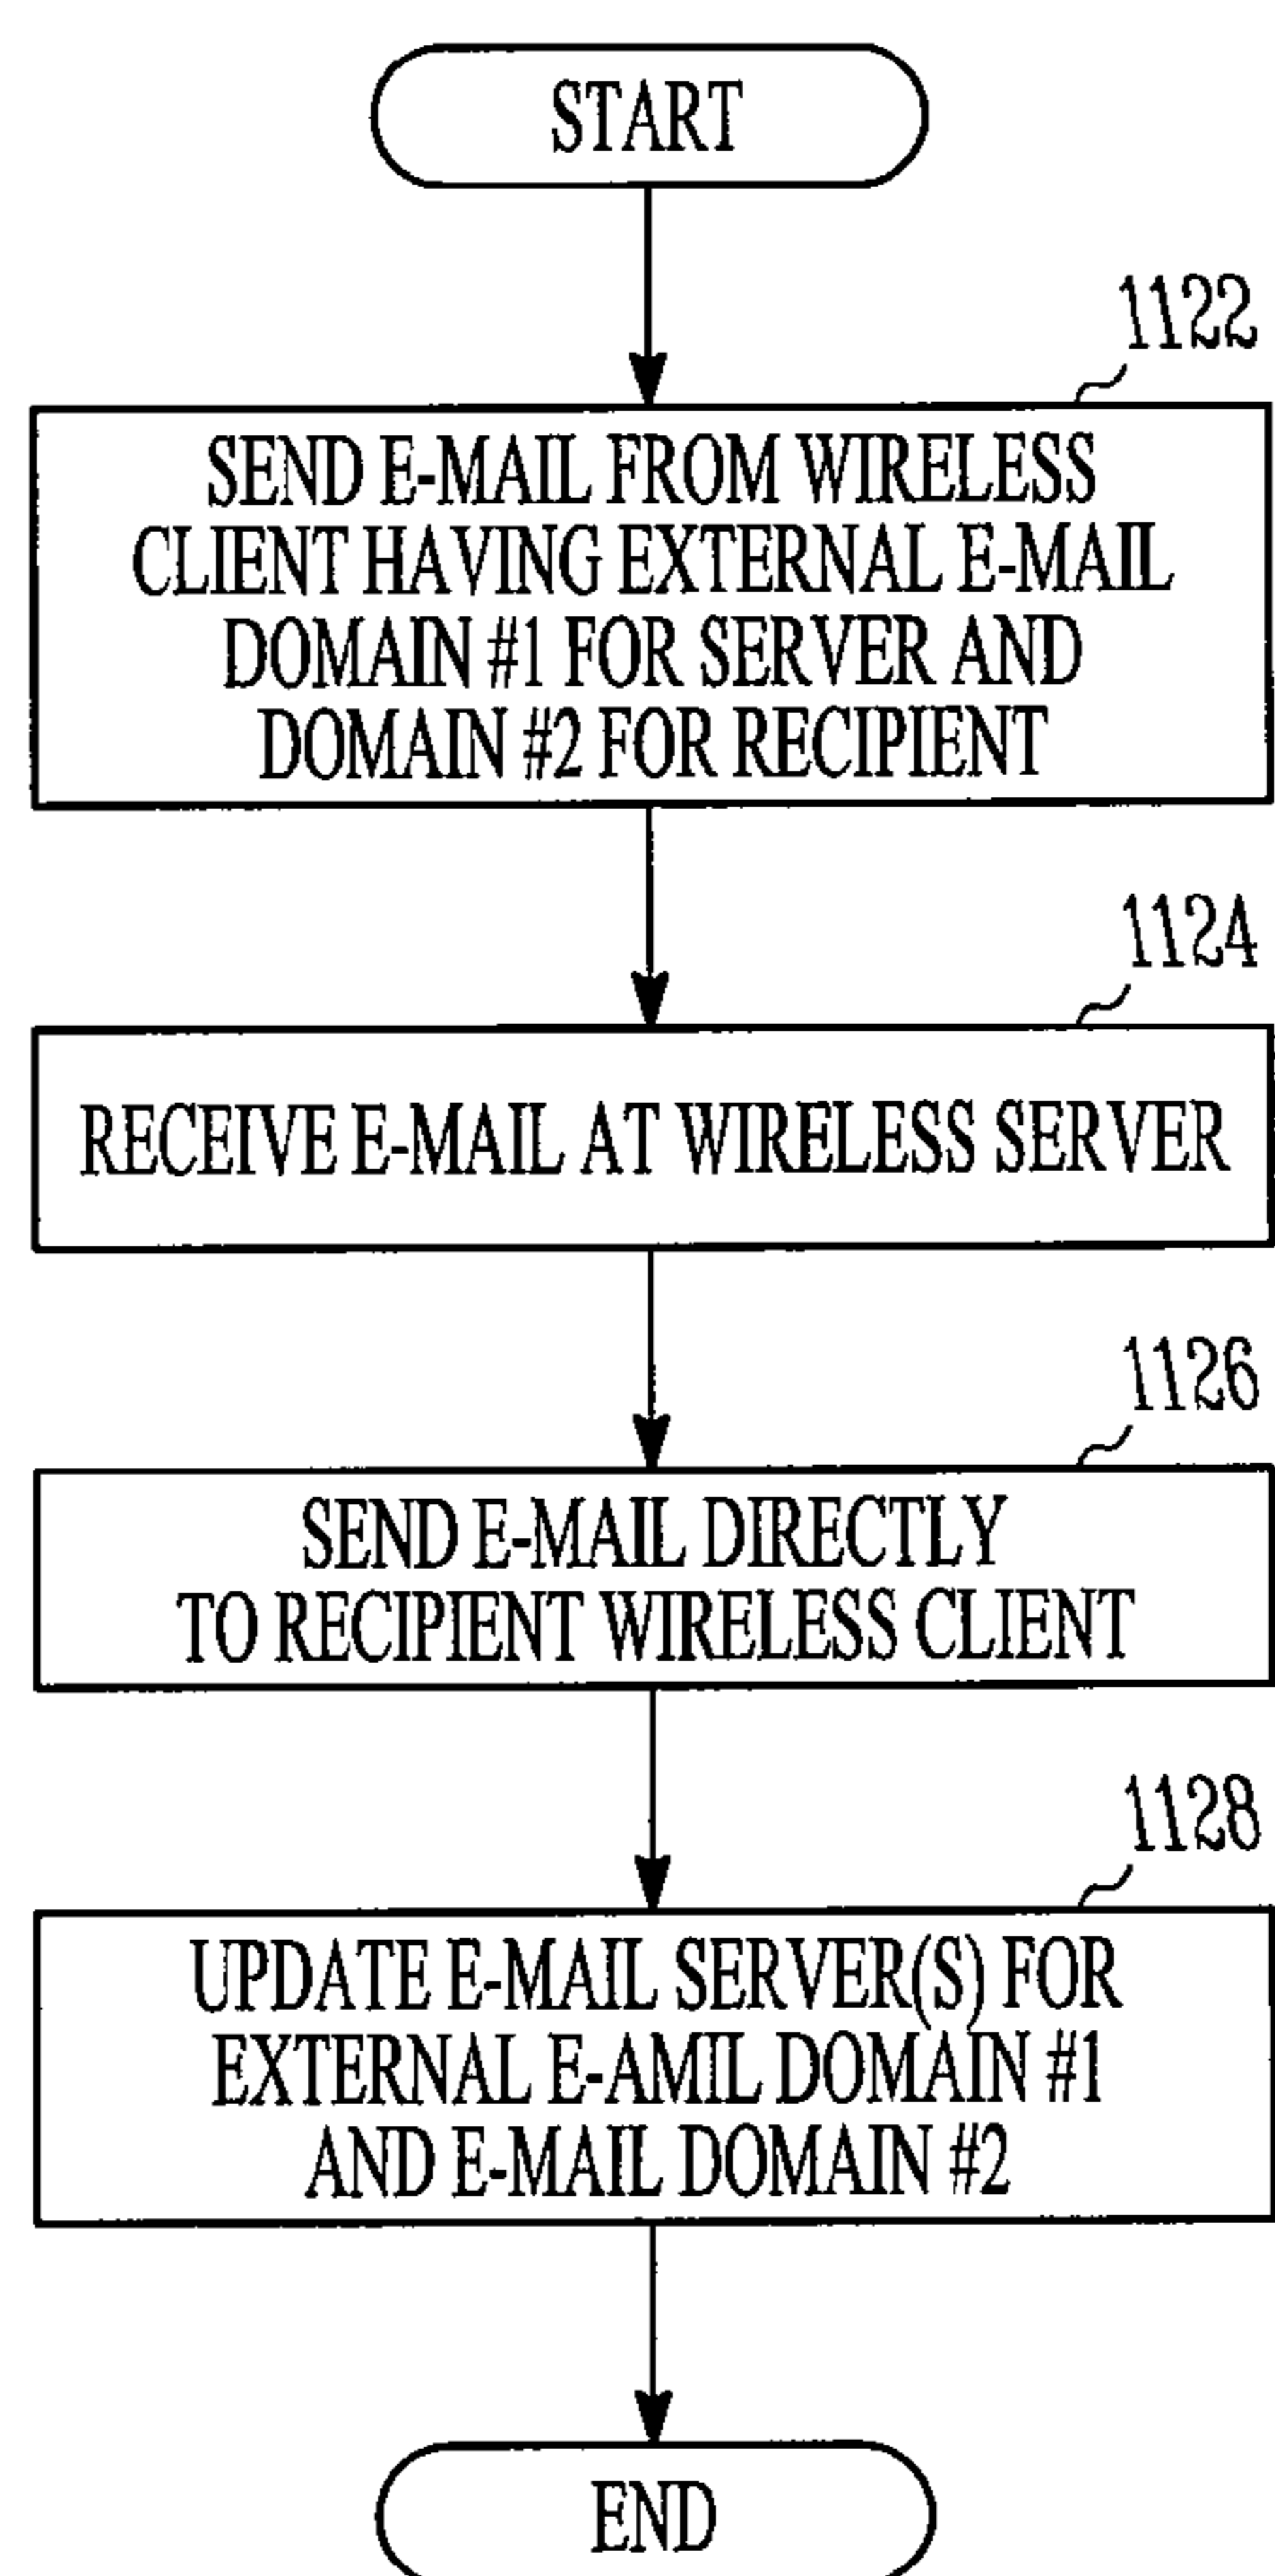 START
1122
SEND E-MAIL FROM WIRELESS
CLIENT HAVING EXTERNAL E-MAIL
DOMAIN #1 FOR SERVER AND
DOMAIN #2 FOR RECIPIENT
1124
RECEIVE E-MAIL AT WIRELESS SERVER
1126
SEND E-MAIL DIRECTLY
TO RECIPIENT WIRELESS CLIENT
1128
UPDATE E-MAIL SERVER(S) FOR
EXTERNAL E-AMIL DOMAIN #1
AND E-MAIL DOMAIN #2
END